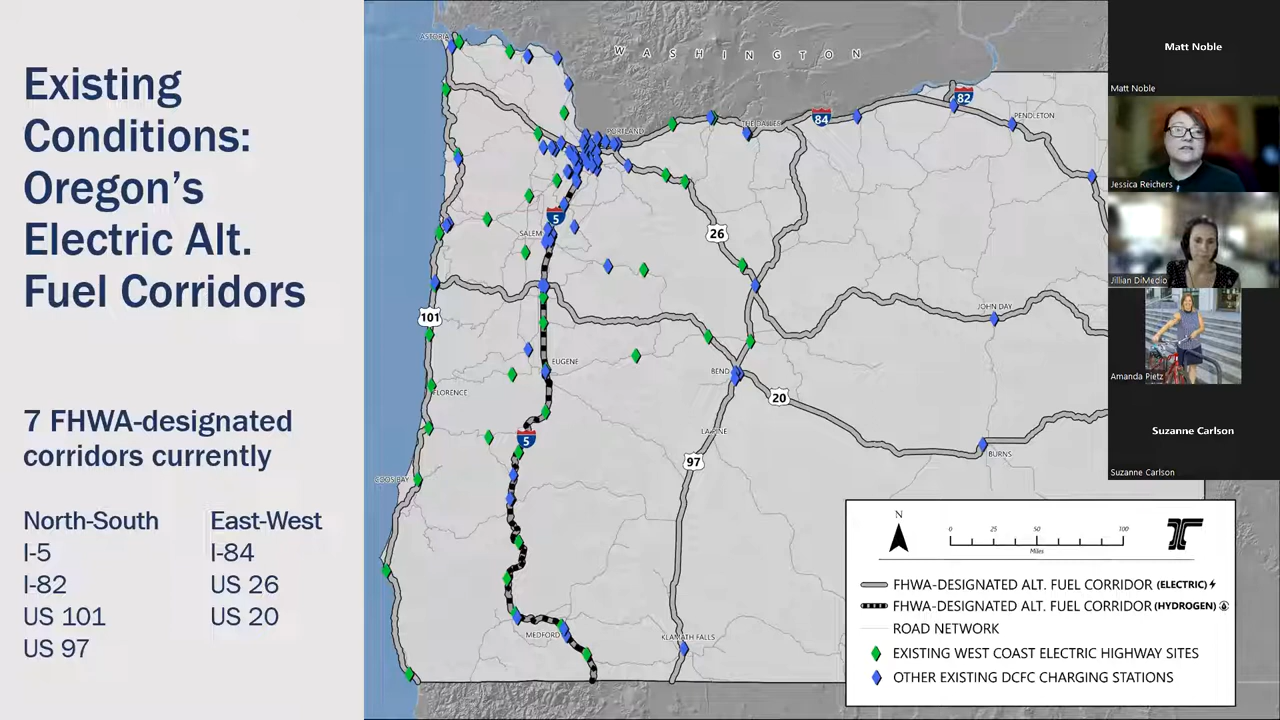 Existing
Conditions:
Oregon's
Electric Alt.
Fuel Corridors
7 FHWA-designated
corridors currently
North-South
I-5
I-82
US 101
US 97
East-West
I-84
US 26
US 20
WASHINGTON
ASTORIA
PORTLAND
THE DALLES
84
82
PENDLETON
5
SALEM
26
101
JOHN DAY
EUGENE
BEND
20
FLORENCE
5
LA PINE
97
BURNS
COOS BAY
MEDFORD
KLAMATH FALLS
N
0 25 50 100
Miles
FHWA-DESIGNATED ALT. FUEL CORRIDOR (ELECTRIC)
FHWA-DESIGNATED ALT. FUEL CORRIDOR (HYDROGEN)
ROAD NETWORK
EXISTING WEST COAST ELECTRIC HIGHWAY SITES
OTHER EXISTING DCFC CHARGING STATIONS
Matt Noble
Matt Noble
Jessica Reichers
Jillian DiMedio
Amanda Pietz
Suzanne Carlson
Suzanne Carlson